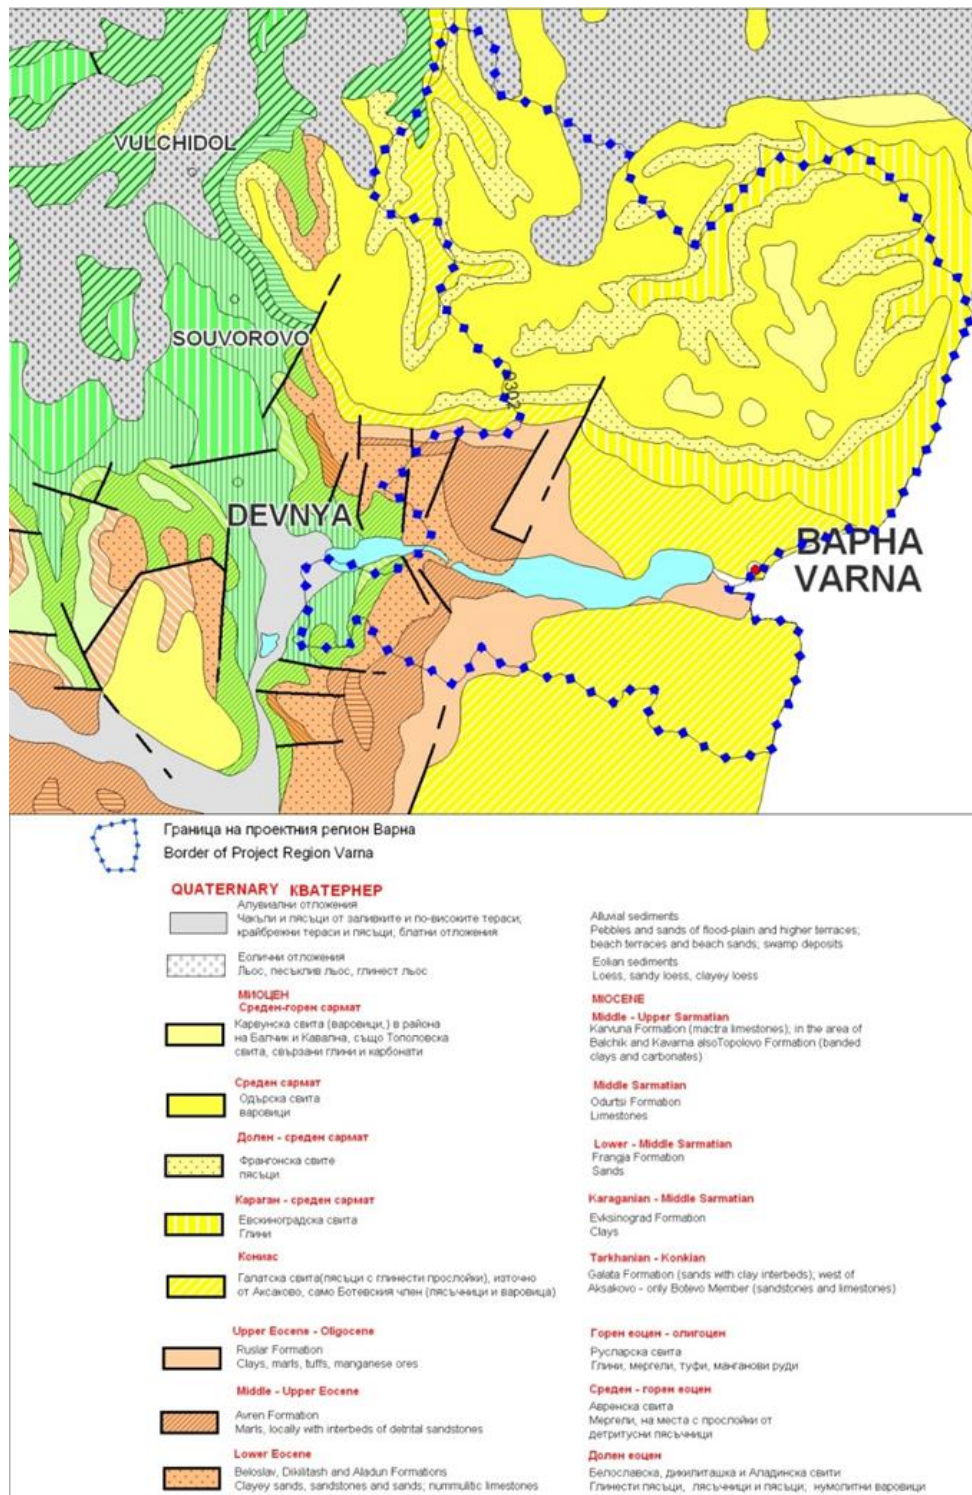 VULCHIDOL
SOUVOROVO
0302
DEVNYA
ВАРНА
VARNA
Граница на проектния регион Варна
Border of Project Region Varna
QUATERNARY КВАТЕРНЕР
Алувиални отложения
Чакъли и пясъци от заливките и по-високите тераси;
крайбрежни тераси и пясъци; блатни отложения
Alluvial sediments
Pebbles and sands of flood-plain and higher terraces;
beach terraces and beach sands; swamp deposits
Еолични отложения
Льос, песъклив льос, глинест льос
Eolian sediments
Loess, sandy loess, clayey loess
МИОЦЕН
Среден-горен сармат
MIOCENE
Middle - Upper Sarmatian
Карвунска свита (варовици,) в района
на Балчик и Кавална, също Тополовска
свита, свързани глини и карбонати
Karvuna Formation (mactra limestones); in the area of
Balchik and Kavarna alsoTopolovo Formation (banded
clays and carbonates)
Среден сармат
Одърска свита
варовици
Middle Sarmatian
Odurtsi Formation
Limestones
Долен - среден сармат
Франгонска свите
пясъци
Lower - Middle Sarmatian
Frangja Formation
Sands
Караган - среден сармат
Евскиноградска свита
Глини
Karaganian - Middle Sarmatian
Evksinograd Formation
Clays
Кониас
Галатска свита(пясъци с глинести прослойки), източно
от Аксаково, само Ботевския член (пясъчници и варовица)
Tarkhanian - Konkian
Galata Formation (sands with clay interbeds); west of
Aksakovo - only Botevo Member (sandstones and limestones)
Upper Eocene - Oligocene
Ruslar Formation
Clays, marls, tuffs, manganese ores
Горен еоцен - олигоцен
Русларска свита
Глини, мергели, туфи, манганови руди
Middle - Upper Eocene
Avren Formation
Marls, locally with interbeds of detrital sandstones
Среден - горен еоцен
Авренска свита
Мергели, на места с прослойки от
детритусни пясъчници
Lower Eocene
Beloslav, Dikilitash and Aladun Formations
Clayey sands, sandstones and sands; nummulitic limestones
Долен еоцен
Белославска, дикилиташка и Аладинска свити
Глинести пясъци, лясъчници и пясъци; нумолитни варовици